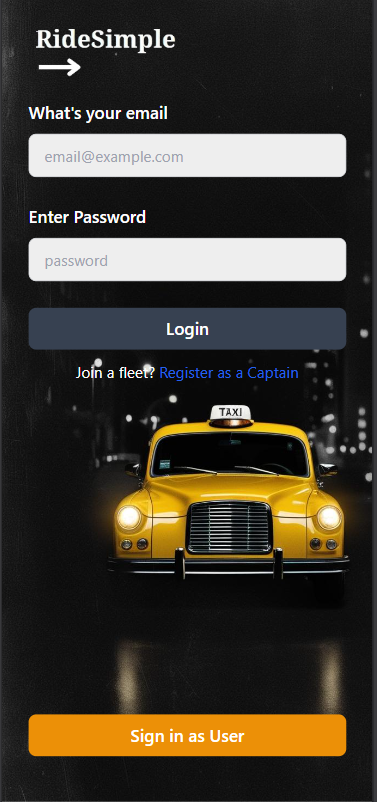 RideSimple
What's your email
email@example.com
Enter Password
password
Login
Join a fleet? Register as a Captain
TAXI
Sign in as User